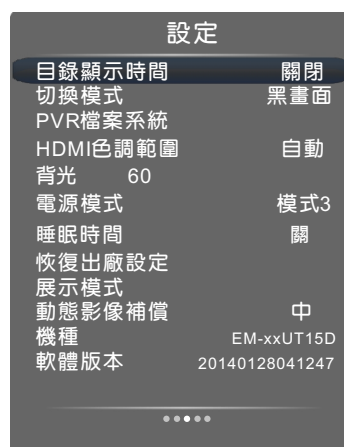 設定
目錄顯示時間 關閉
切換模式 黑畫面
PVR檔案系統
HDMI色調範圍 自動
背光 60
電源模式 模式3
睡眠時間 關
恢復出廠設定
展示模式
動態影像補償 中
機種 EM-xxUT15D
軟體版本 20140128041247